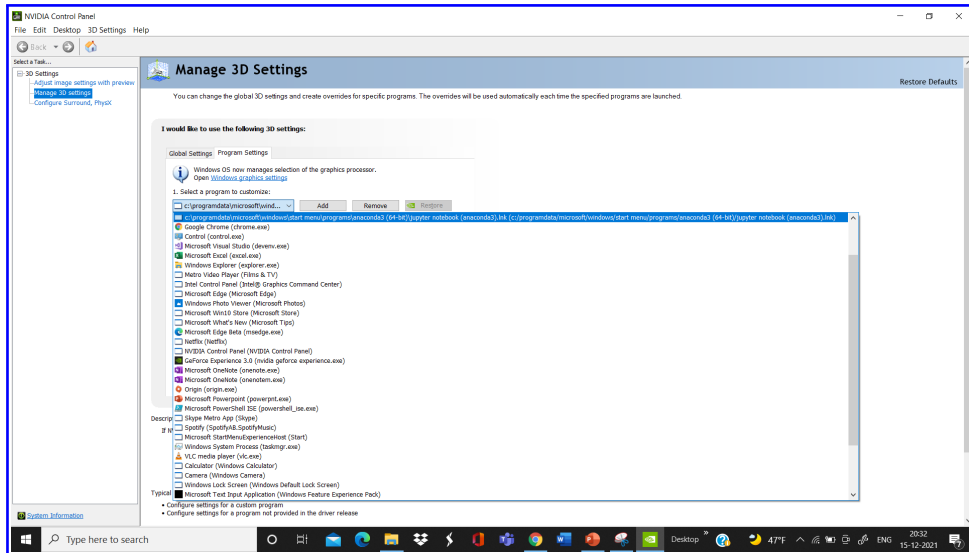 NVIDIA Control Panel
File Edit Desktop 3D Settings Help
Back
Select a Task...
3D Settings
Adjust image settings with preview
Manage 3D settings
Configure Surround, PhysX
System Information
Manage 3D Settings
Restore Defaults
You can change the global 3D settings and create overrides for specific programs. The overrides will be used automatically each time the specified programs are launched.
I would like to use the following 3D settings:
Global Settings Program Settings
Windows OS now manages selection of the graphics processor.
Open Windows graphics settings
1. Select a program to customize:
c:\programdata\microsoft\wind... Add Remove Restore
c:\programdata\microsoft\windows\start menu\programs\anaconda3 (64-bit)\jupyter notebook (anaconda3).lnk (c:/programdata/microsoft/windows/start menu/programs/anaconda3 (64-bit)/jupyter notebook (anaconda3).lnk)
Google Chrome (chrome.exe)
Control (control.exe)
Microsoft Visual Studio (devenv.exe)
Microsoft Excel (excel.exe)
Windows Explorer (explorer.exe)
Metro Video Player (Films & TV)
Intel Control Panel (Intel® Graphics Command Center)
Microsoft Edge (Microsoft Edge)
Windows Photo Viewer (Microsoft Photos)
Microsoft Win10 Store (Microsoft Store)
Microsoft What's New (Microsoft Tips)
Microsoft Edge Beta (msedge.exe)
Netflix (Netflix)
NVIDIA Control Panel (NVIDIA Control Panel)
GeForce Experience 3.0 (nvidia geforce experience.exe)
Microsoft OneNote (onenote.exe)
Microsoft OneNote (onenotem.exe)
Origin (origin.exe)
Microsoft Powerpoint (powerpnt.exe)
Microsoft PowerShell ISE (powershell_ise.exe)
Skype Metro App (Skype)
Spotify (SpotifyAB.SpotifyMusic)
Microsoft StartMenuExperienceHost (Start)
Windows System Process (taskmgr.exe)
VLC media player (vlc.exe)
Calculator (Windows Calculator)
Camera (Windows Camera)
Windows Lock Screen (Windows Default Lock Screen)
Microsoft Text Input Application (Windows Feature Experience Pack)
Descrip
If N
Typical
• Configure settings for a custom program
• Configure settings for a program not provided in the driver release
Type here to search
Desktop
47°F
ENG
20:32
15-12-2021